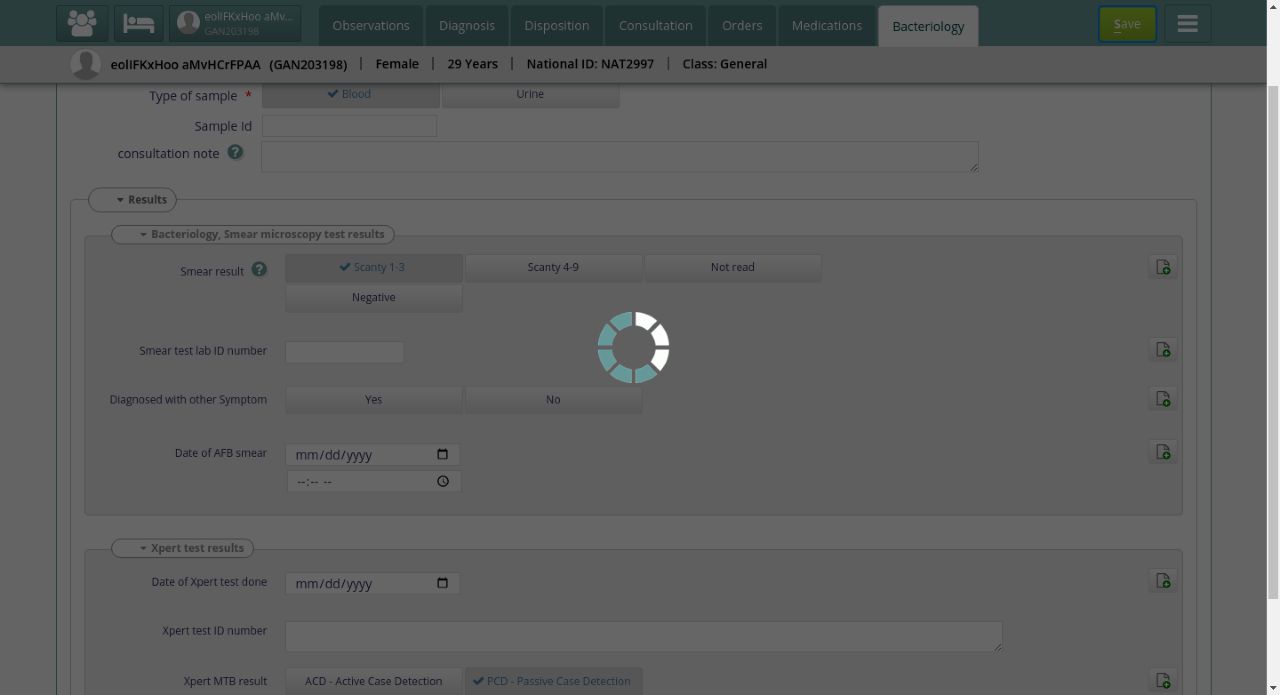 eolIFKxHoo aMv...
GAN203198
Observations
Diagnosis
Disposition
Consultation
Orders
Medications
Bacteriology
Save
eolIFKxHoo aMvHCrFPAA (GAN203198) | Female | 29 Years | National ID: NAT2997 | Class: General
Type of sample *
Blood
Urine
Sample Id
consultation note ?
Results
Bacteriology, Smear microscopy test results
Smear result ?
Scanty 1-3
Scanty 4-9
Not read
Negative
Smear test lab ID number
Diagnosed with other Symptom
Yes
No
Date of AFB smear
mm/dd/yyyy
--:-- --
Xpert test results
Date of Xpert test done
mm/dd/yyyy
Xpert test ID number
Xpert MTB result
ACD - Active Case Detection
PCD - Passive Case Detection